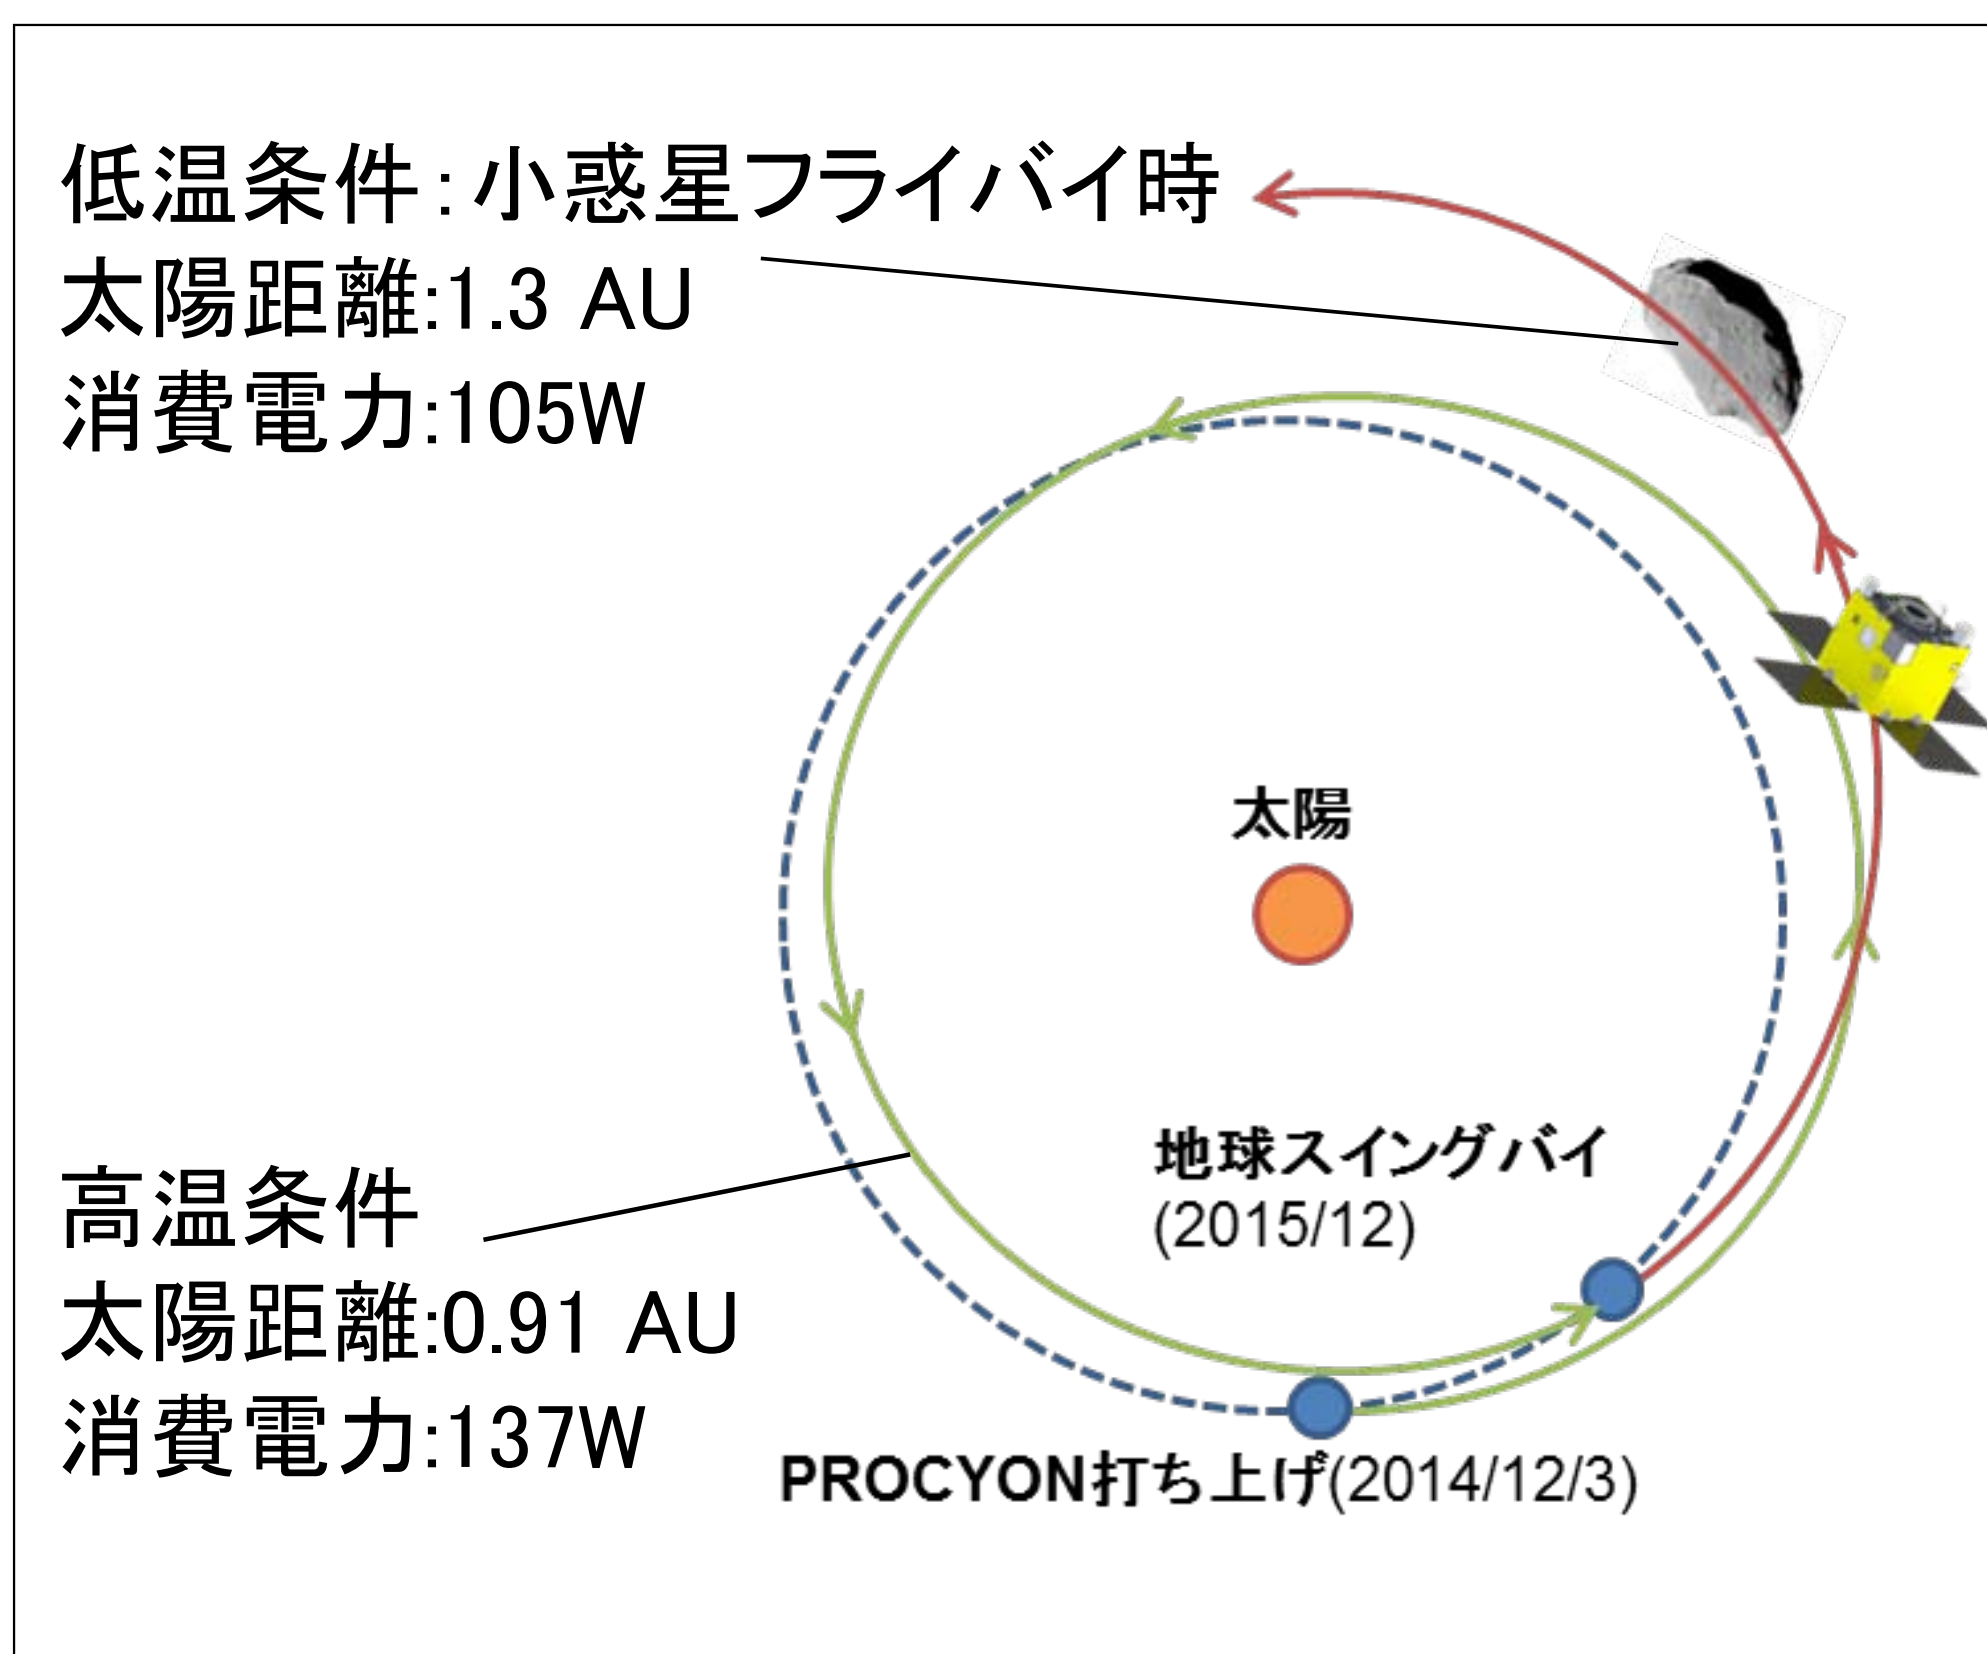 低温条件：小惑星フライバイ時
太陽距離:1.3 AU
消費電力:105W
太陽
地球スイングバイ
(2015/12)
高温条件
太陽距離:0.91 AU
消費電力:137W
PROCYON打ち上げ(2014/12/3)